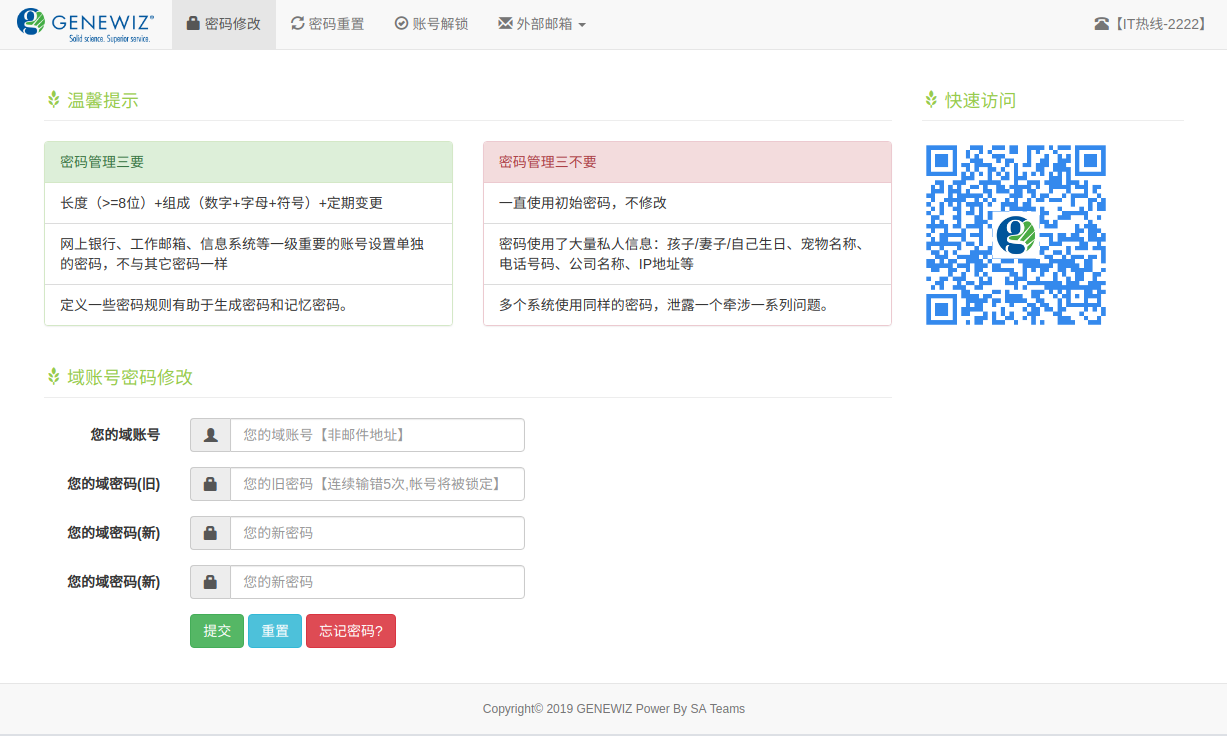 GENEWIZ®
Solid science. Superior service.
密码修改
密码重置
账号解锁
外部邮箱
【IT热线-2222】
温馨提示
快速访问
密码管理三要
长度（>=8位）+组成（数字+字母+符号）+定期变更
网上银行、工作邮箱、信息系统等一级重要的账号设置单独
的密码，不与其它密码一样
定义一些密码规则有助于生成密码和记忆密码。
密码管理三不要
一直使用初始密码，不修改
密码使用了大量私人信息：孩子/妻子/自己生日、宠物名称、
电话号码、公司名称、IP地址等
多个系统使用同样的密码，泄露一个牵涉一系列问题。
域账号密码修改
您的域账号
您的域账号【非邮件地址】
您的域密码(旧)
您的旧密码【连续输错5次,帐号将被锁定】
您的域密码(新)
您的新密码
您的域密码(新)
您的新密码
提交
重置
忘记密码?
Copyright© 2019 GENEWIZ Power By SA Teams